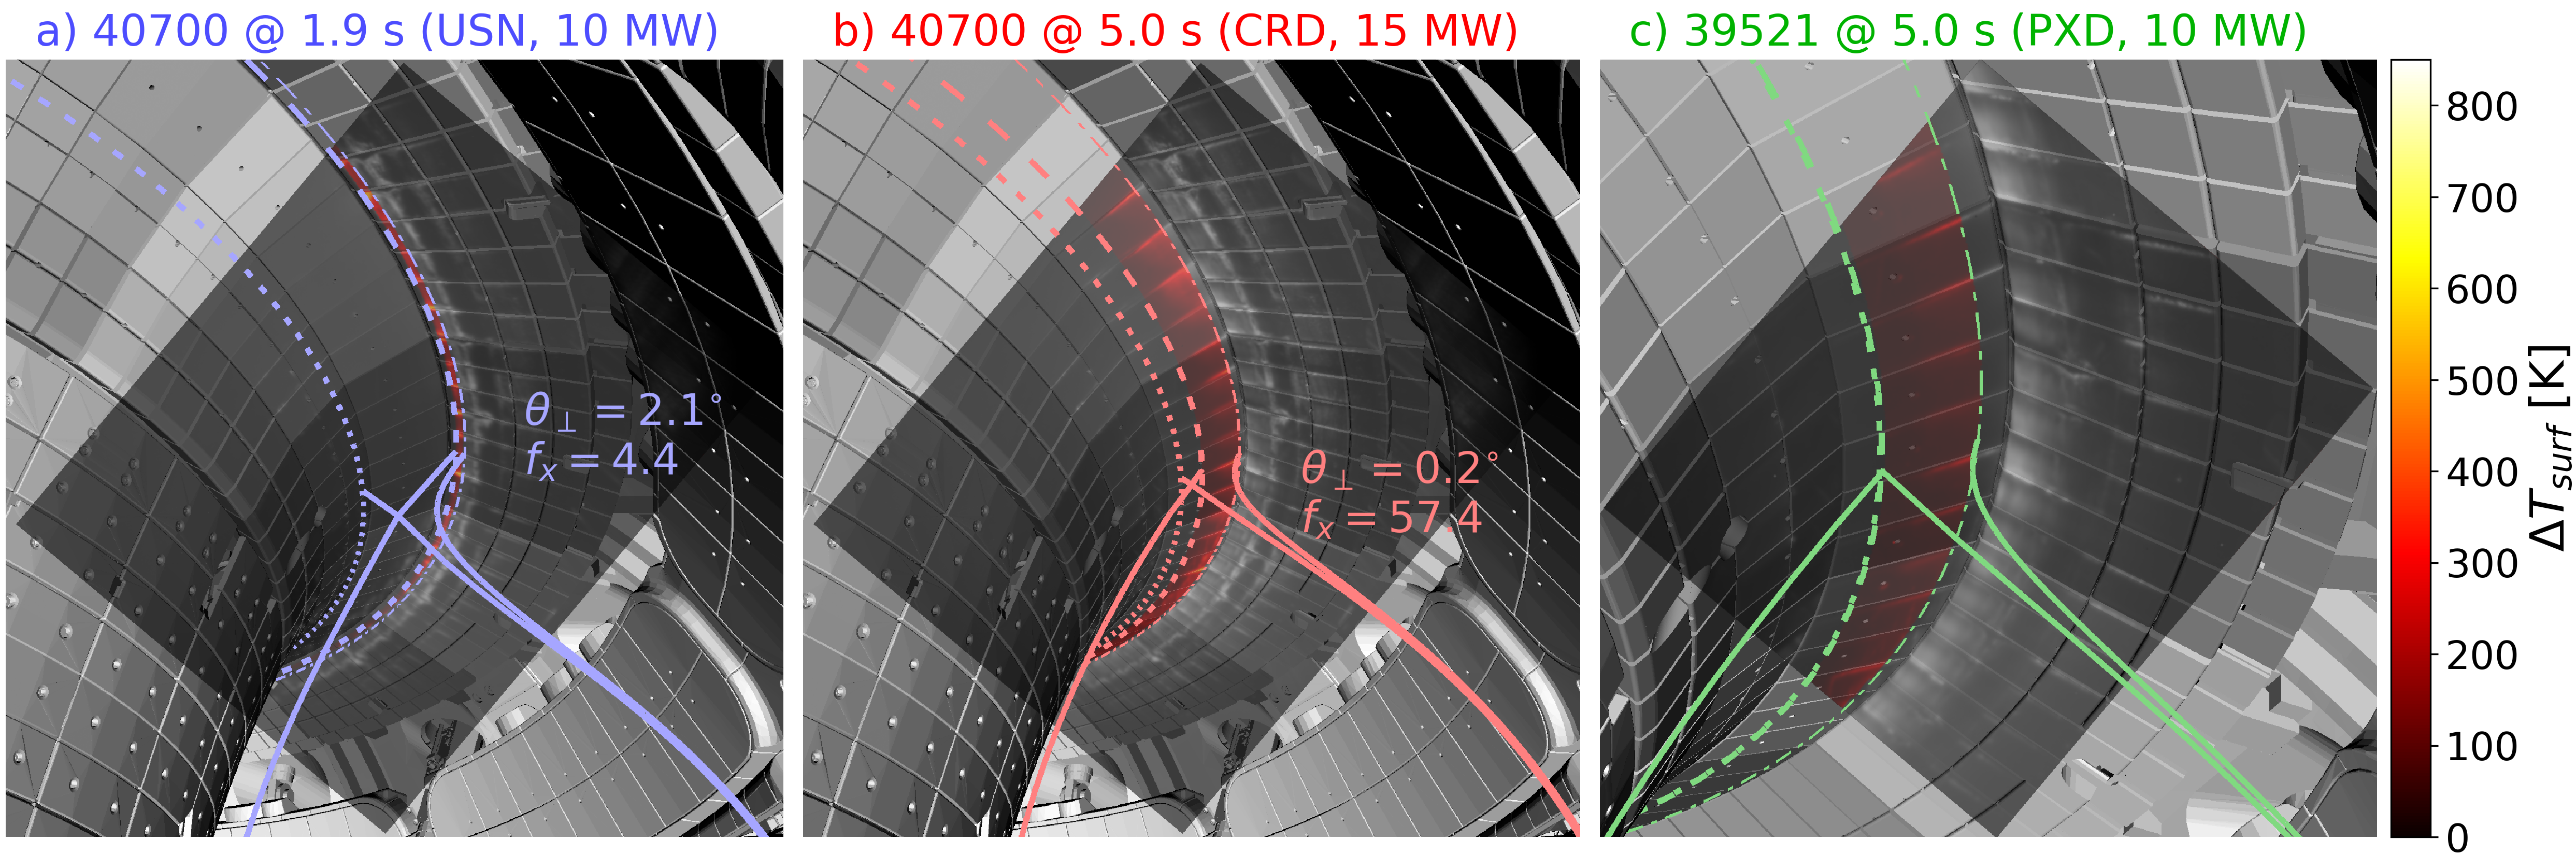 a) 40700 @ 1.9 s (USN, 10 MW)
b) 40700 @ 5.0 s (CRD, 15 MW)
c) 39521 @ 5.0 s (PXD, 10 MW)
θ⊥ = 2.1°
fₓ = 4.4
θ⊥ = 0.2°
fₓ = 57.4
800
700
600
500
400
300
200
100
0
ΔT_surf [K]